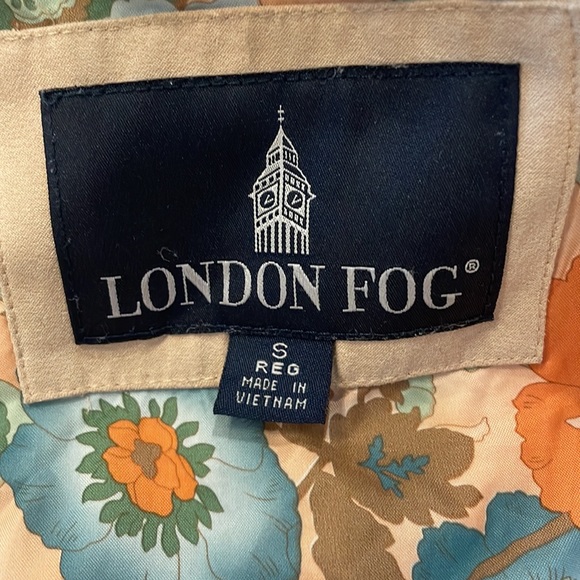 LONDON FOG®
S
REG
MADE IN
VIETNAM